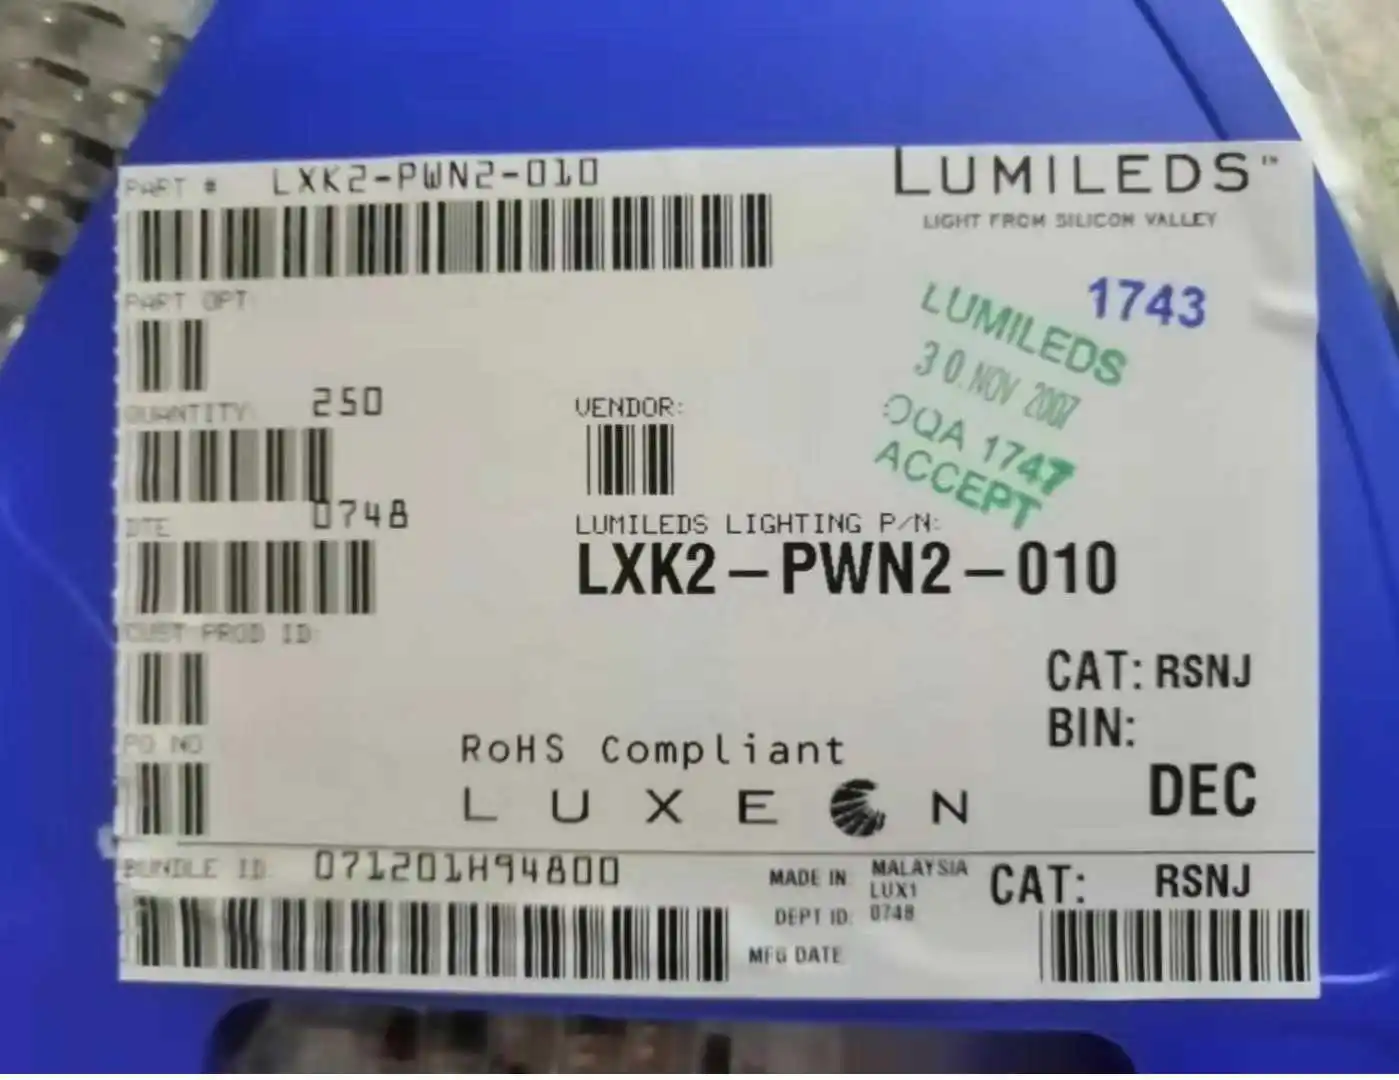 PART # LXK2-PWN2-010
LUMILEDS™
LIGHT FROM SILICON VALLEY
PART OPT:
1743
LUMILEDS
30. NOV 2007
OQA 1747
ACCEPT
QUANTITY: 250
VENDOR:
DTE 0748
LUMILEDS LIGHTING P/N:
LXK2-PWN2-010
CUST PROD ID:
CAT: RSNJ
BIN:
DEC
PO NO
RoHS Compliant
LUXEON
BUNDLE ID 071201H94800
MADE IN MALAYSIA
LUX1
DEPT ID: 0748
MFG DATE
CAT: RSNJ